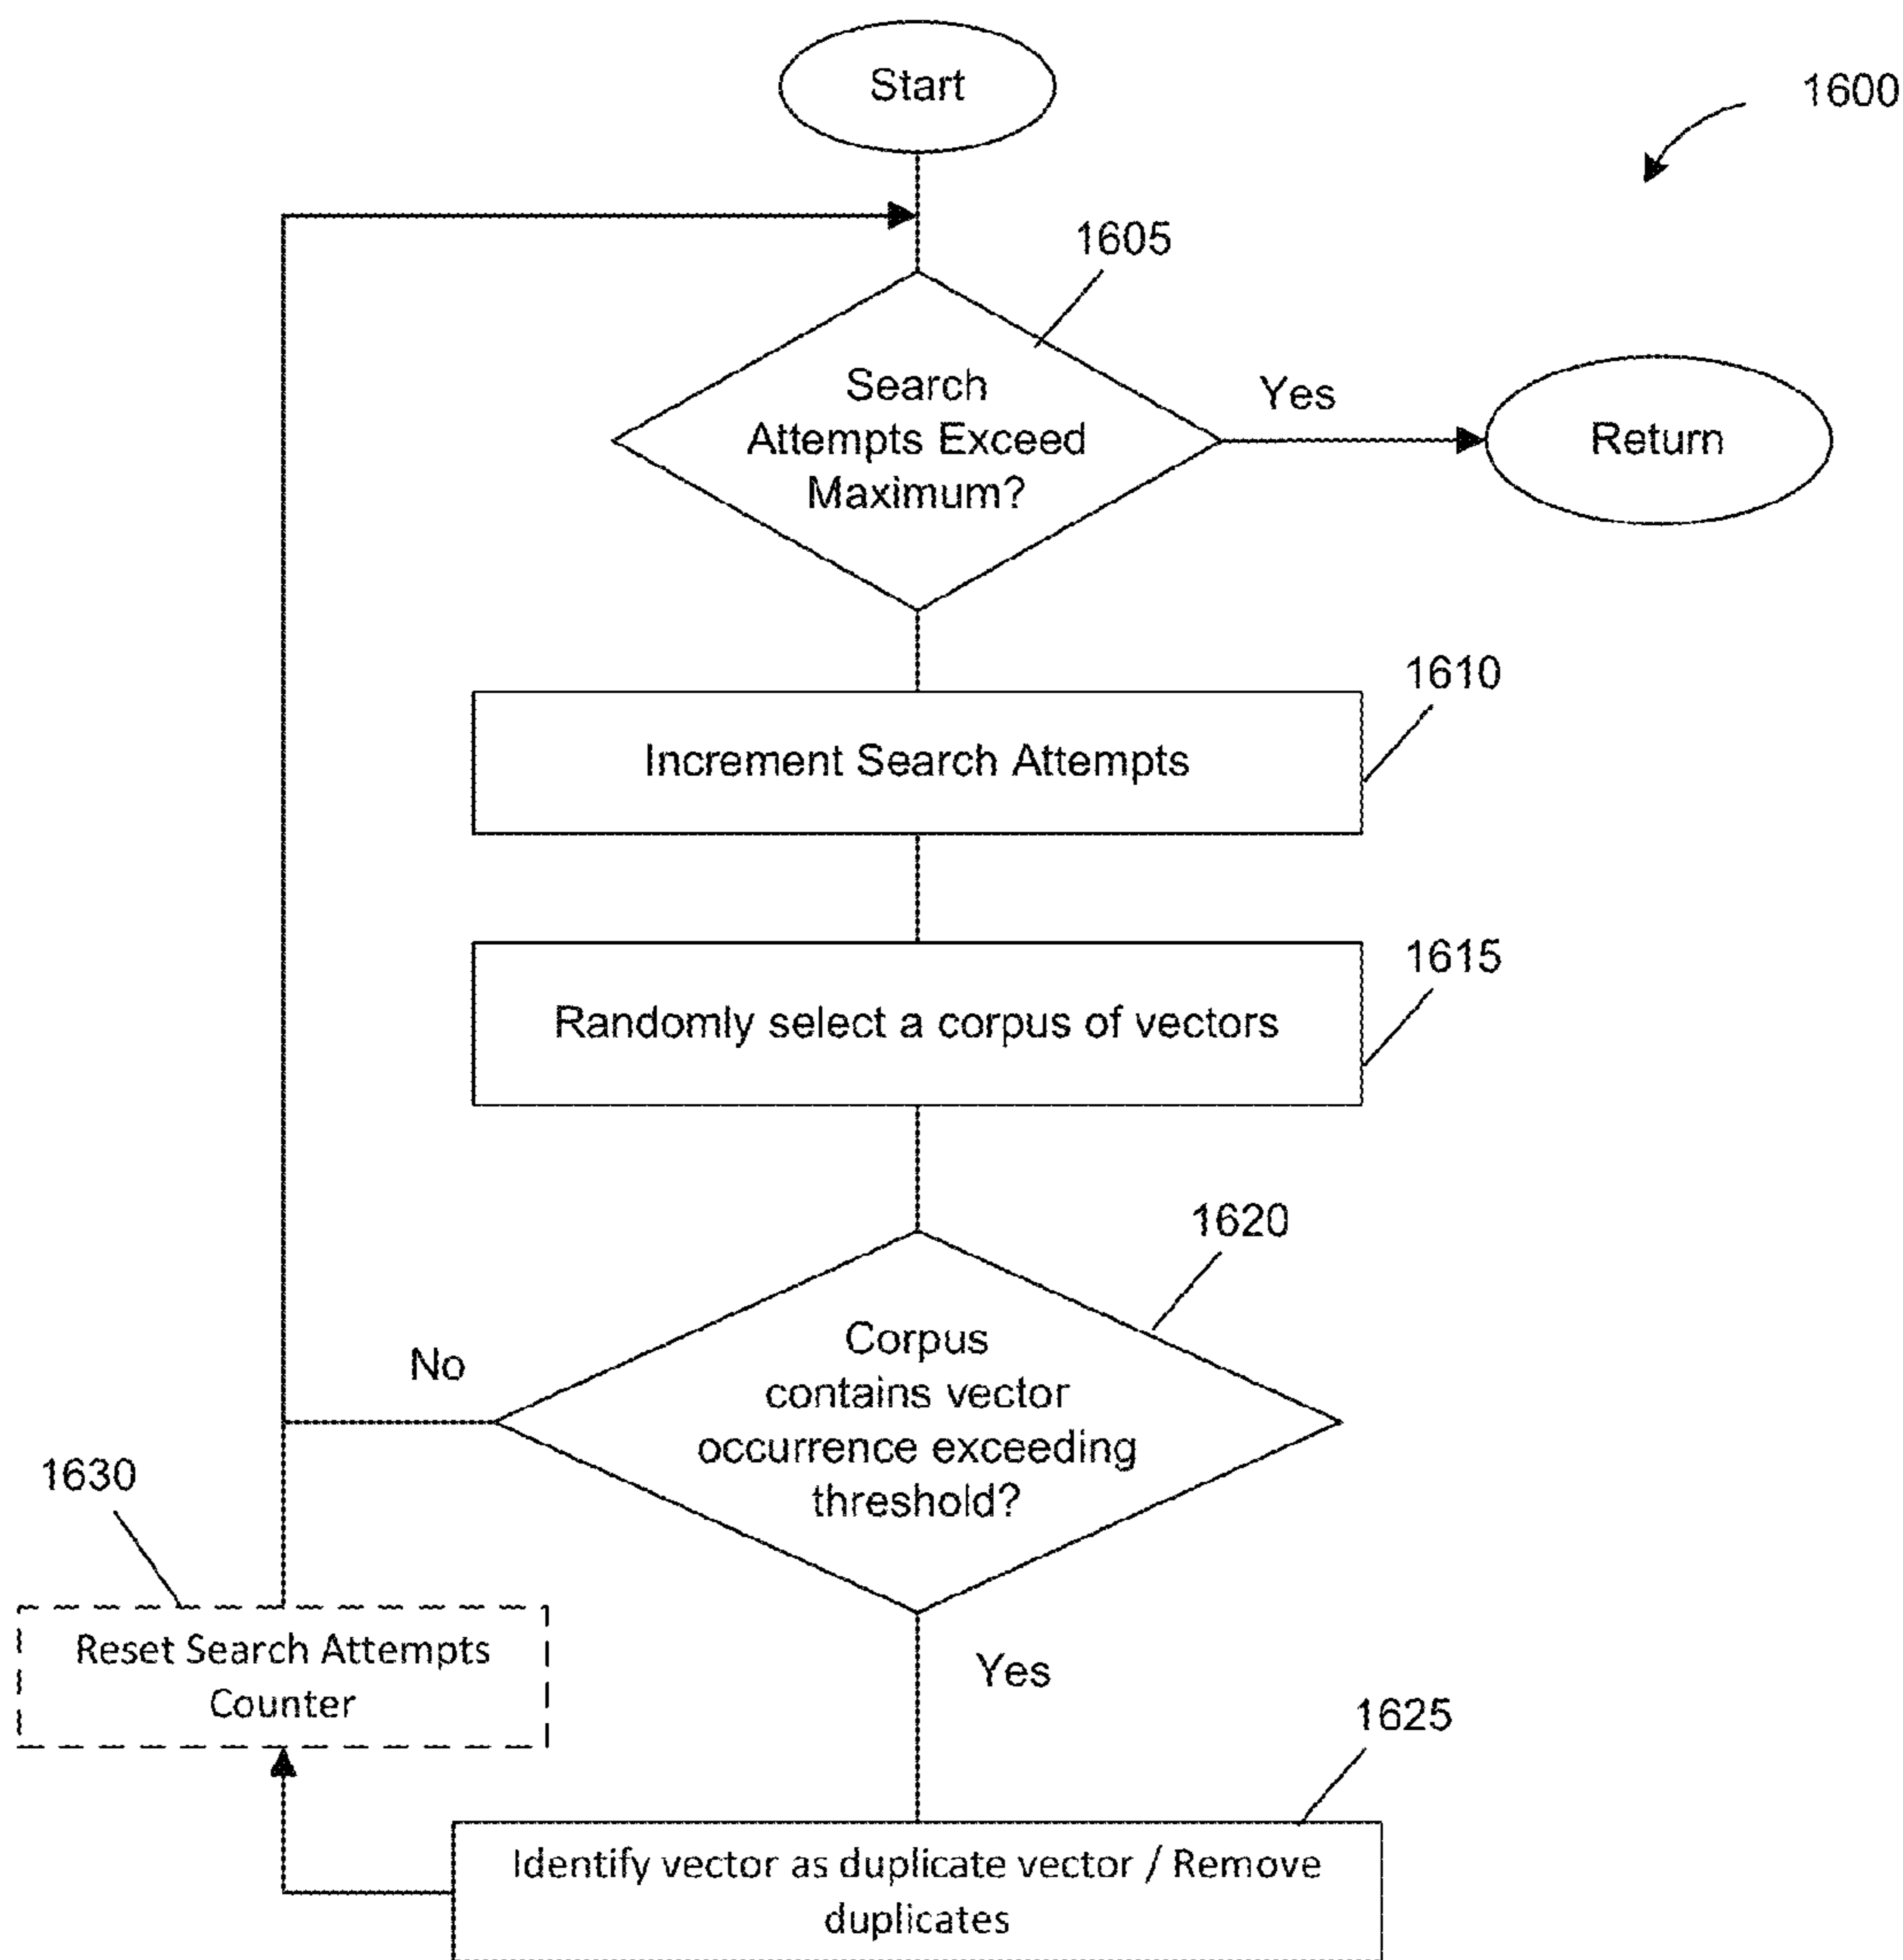 Start
1600
1605
Search
Attempts Exceed
Maximum?
Yes
Return
1610
Increment Search Attempts
1615
Randomly select a corpus of vectors
1620
Corpus
contains vector
occurrence exceeding
threshold?
No
1630
Reset Search Attempts
Counter
Yes
1625
Identify vector as duplicate vector / Remove
duplicates